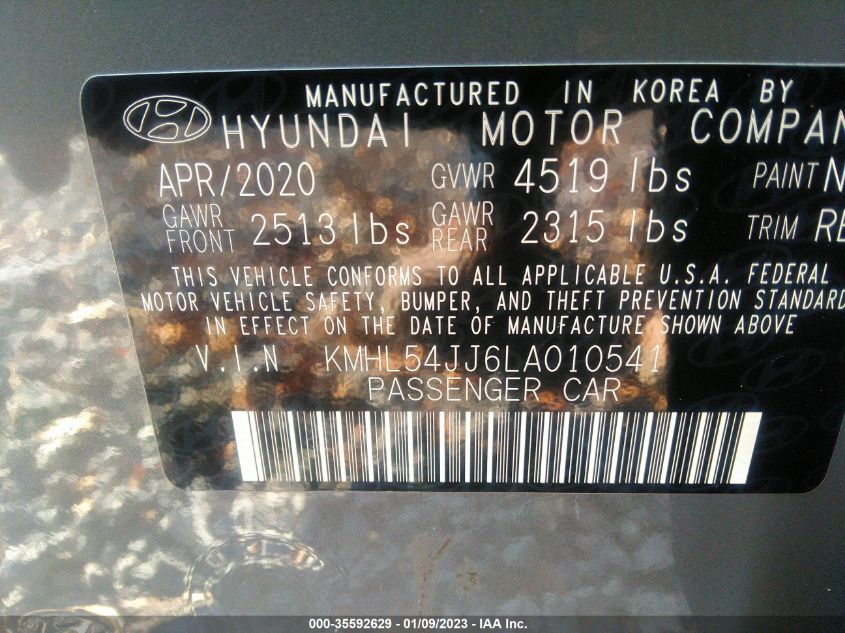 MANUFACTURED IN KOREA BY
HYUNDAI MOTOR COMPAN
APR/2020 GVWR 4519 lbs PAINT N
GAWR FRONT 2513 lbs GAWR REAR 2315 lbs TRIM RE
THIS VEHICLE CONFORMS TO ALL APPLICABLE U.S.A. FEDERAL
MOTOR VEHICLE SAFETY, BUMPER, AND THEFT PREVENTION STANDARD
IN EFFECT ON THE DATE OF MANUFACTURE SHOWN ABOVE
V.I.N KMHL54JJ6LA010541
PASSENGER CAR
000-35592629 - 01/09/2023 - IAA Inc.